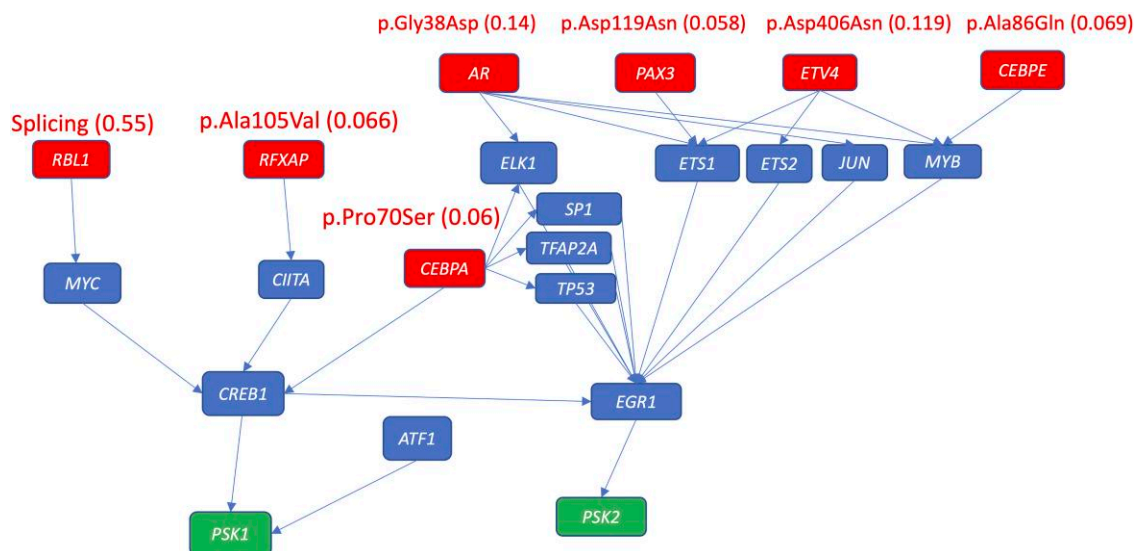 p.Gly38Asp (0.14)
p.Asp119Asn (0.058)
p.Asp406Asn (0.119)
p.Ala86Gln (0.069)
AR
PAX3
ETV4
CEBPE
Splicing (0.55)
p.Ala105Val (0.066)
RBL1
RFXAP
ELK1
ETS1
ETS2
JUN
MYB
p.Pro70Ser (0.06)
SP1
TFAP2A
CEBPA
TP53
MYC
CIITA
CREB1
EGR1
ATF1
PSK1
PSK2